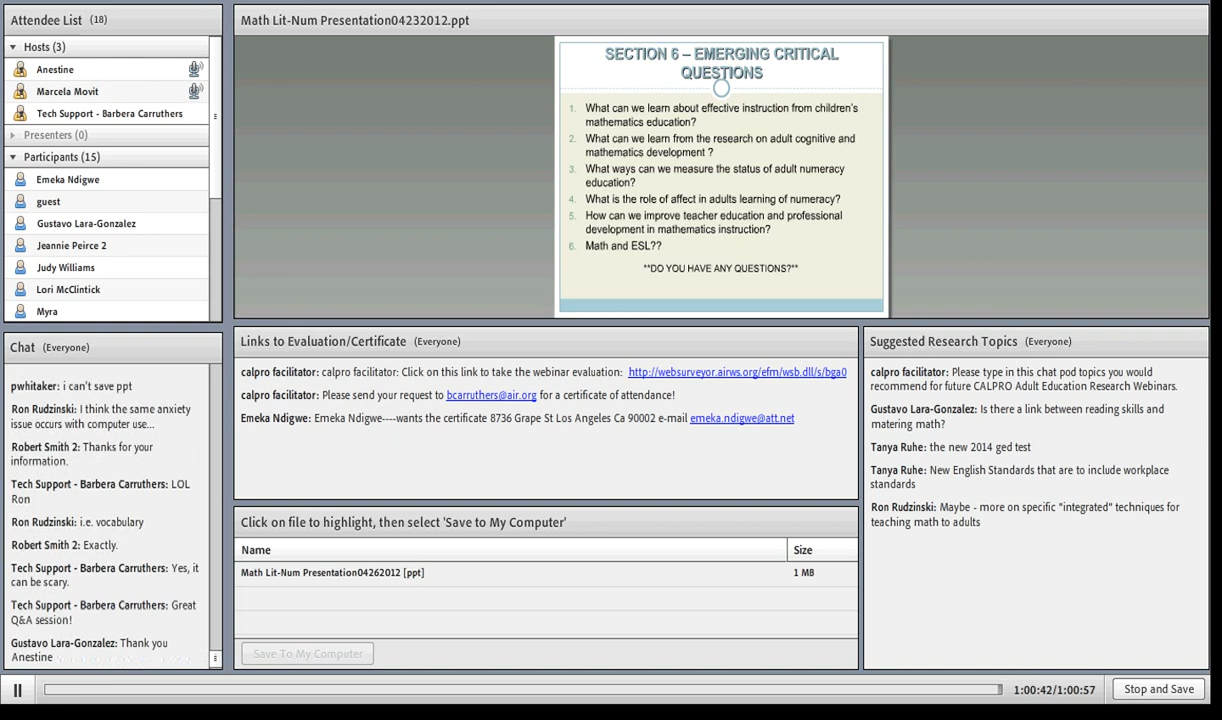 Attendee List (18)
Hosts (3)
Anestine
Marcela Movit
Tech Support - Barbera Carruthers
Presenters (0)
Participants (15)
Emeka Ndigwe
guest
Gustavo Lara-Gonzalez
Jeannie Peirce 2
Judy Williams
Lori McClintick
Myra
Math Lit-Num Presentation04232012.ppt
SECTION 6 – EMERGING CRITICAL
QUESTIONS
1. What can we learn about effective instruction from children's
mathematics education?
2. What can we learn from the research on adult cognitive and
mathematics development ?
3. What ways can we measure the status of adult numeracy
education?
4. What is the role of affect in adults learning of numeracy?
5. How can we improve teacher education and professional
development in mathematics instruction?
6. Math and ESL??
**DO YOU HAVE ANY QUESTIONS?**
Chat (Everyone)
pwhitaker: i can't save ppt
Ron Rudzinski: I think the same anxiety
issue occurs with computer use...
Robert Smith 2: Thanks for your
information.
Tech Support - Barbera Carruthers: LOL
Ron
Ron Rudzinski: i.e. vocabulary
Robert Smith 2: Exactly.
Tech Support - Barbera Carruthers: Yes, it
can be scary.
Tech Support - Barbera Carruthers: Great
Q&A session!
Gustavo Lara-Gonzalez: Thank you
Anestine
Links to Evaluation/Certificate (Everyone)
calpro facilitator: calpro facilitator: Click on this link to take the webinar evaluation: http://websurveyor.airws.org/efm/wsb.dll/s/bga0
calpro facilitator: Please send your request to bcarruthers@air.org for a certificate of attendance!
Emeka Ndigwe: Emeka Ndigwe----wants the certificate 8736 Grape St Los Angeles Ca 90002 e-mail emeka.ndigwe@att.net
Click on file to highlight, then select 'Save to My Computer'
Name Size
Math Lit-Num Presentation04262012 [ppt] 1 MB
Save To My Computer
Suggested Research Topics (Everyone)
calpro facilitator: Please type in this chat pod topics you would
recommend for future CALPRO Adult Education Research Webinars.
Gustavo Lara-Gonzalez: Is there a link between reading skills and
matering math?
Tanya Ruhe: the new 2014 ged test
Tanya Ruhe: New English Standards that are to include workplace
standards
Ron Rudzinski: Maybe - more on specific "integrated" techniques for
teaching math to adults
1:00:42/1:00:57
Stop and Save